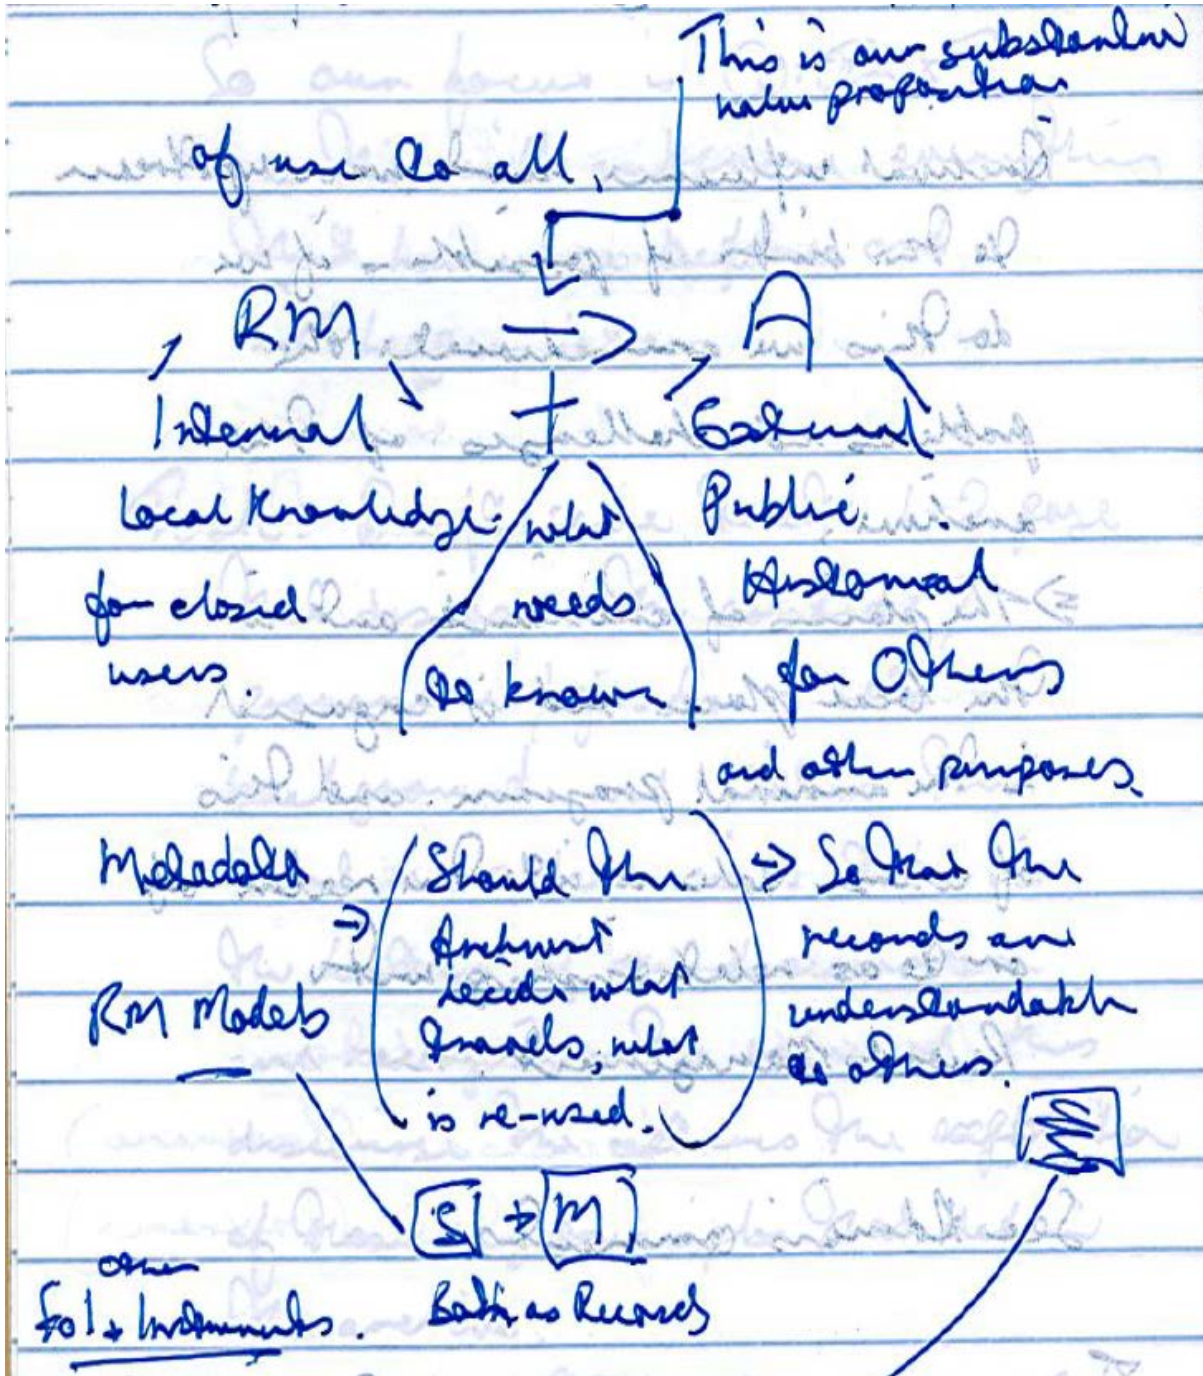 This is our substantive
value proposition
of use to all.
RM → A
Internal + External
Local Knowledge. what Public.
for closed needs Historical
users. to known for Others
and other purposes.
Metadata → (Should the → So that the
Archivist records are
RM Models decide what understandable
travels, what to others.
is re-used.)
S → M
other
FoI + Instruments. Both as Records